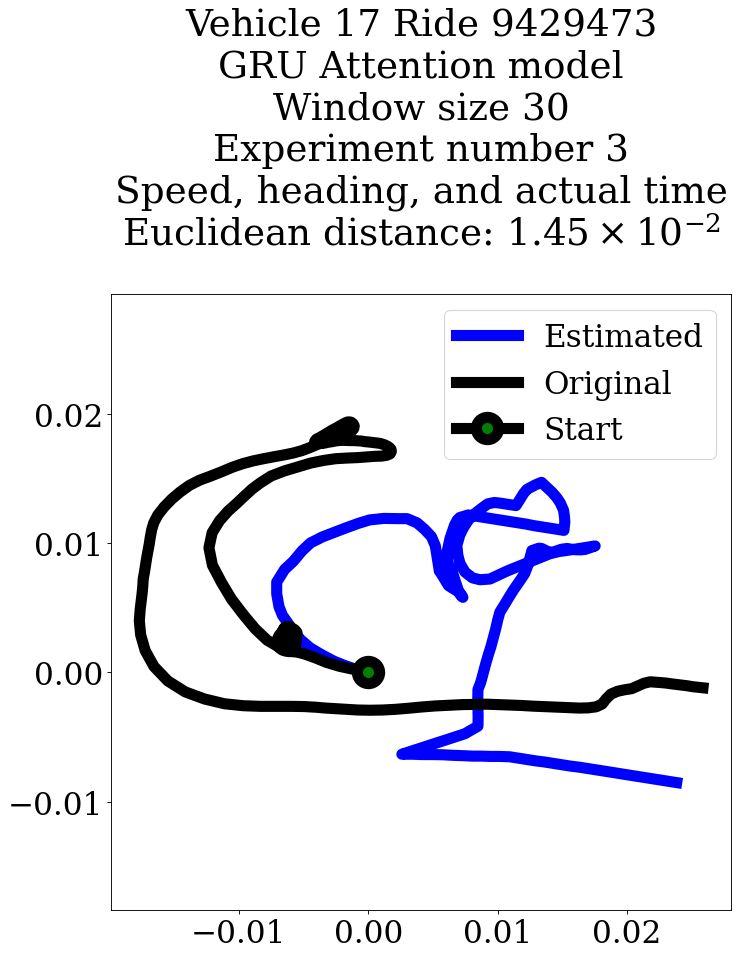 Vehicle 17 Ride 9429473
GRU Attention model
Window size 30
Experiment number 3
Speed, heading, and actual time
Euclidean distance: 1.45 × 10⁻²
Estimated
Original
Start
0.02
0.01
0.00
−0.01
−0.01 0.00 0.01 0.02